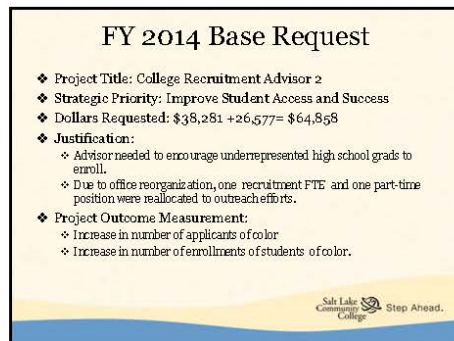 FY 2014 Base Request
❖ Project Title: College Recruitment Advisor 2
❖ Strategic Priority: Improve Student Access and Success
❖ Dollars Requested: $38,281 +26,577= $64,858
❖ Justification:
❖ Advisor needed to encourage underrepresented high school grads to
enroll.
❖ Due to office reorganization, one recruitment FTE and one part-time
position were reallocated to outreach efforts.
❖ Project Outcome Measurement:
❖ Increase in number of applicants of color
❖ Increase in number of enrollments of students of color.
Salt Lake
Community
College
Step Ahead.